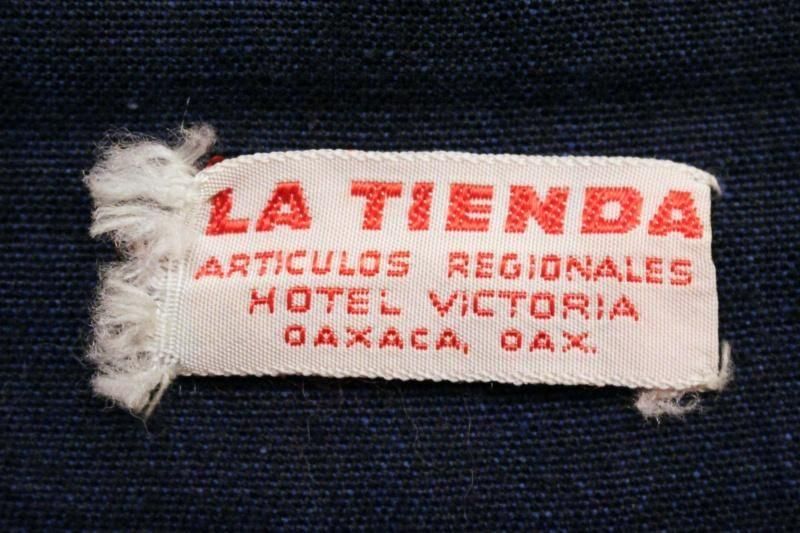 LA TIENDA
ARTICULOS REGIONALES
HOTEL VICTORIA
OAXACA, OAX.